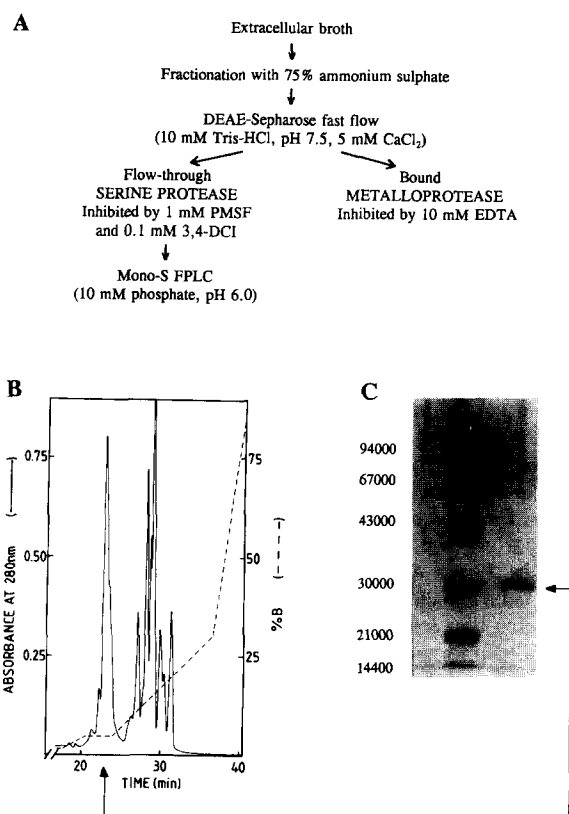 A
Extracellular broth
Fractionation with 75% ammonium sulphate
DEAE-Sepharose fast flow
(10 mM Tris-HCl, pH 7.5, 5 mM CaCl₂)
Flow-through
SERINE PROTEASE
Inhibited by 1 mM PMSF
and 0.1 mM 3,4-DCI
Bound
METALLOPROTEASE
Inhibited by 10 mM EDTA
Mono-S FPLC
(10 mM phosphate, pH 6.0)
B
ABSORBANCE AT 280nm (——)
0.75
0.50
0.25
75
50
25
%B (---)
20
30
40
TIME (min)
C
94000
67000
43000
30000
21000
14400